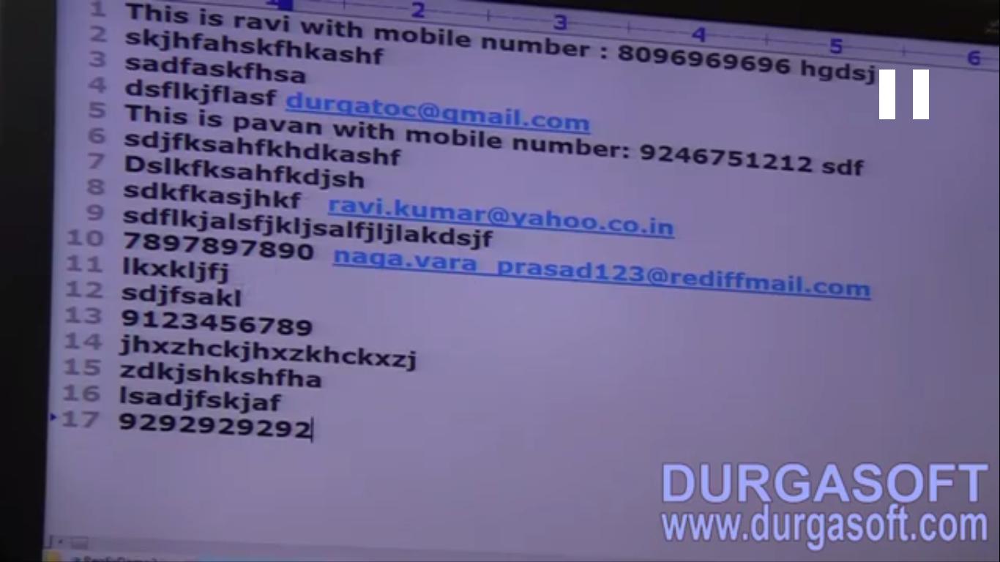 1 2 3 4 5 6
1 This is ravi with mobile number : 8096969696 hgdsj
2 skjhfahskfhkashf
3 sadfaskfhsa
4 dsflkjflasf durgatoc@gmail.com
5 This is pavan with mobile number: 9246751212 sdf
6 sdjfksahfkhdkashf
7 Dslkfksahfkdjsh
8 sdkfkasjhkf ravi.kumar@yahoo.co.in
9 sdflkjalsfjkljsalfjljlakdsjf
10 7897897890 naga.vara_prasad123@rediffmail.com
11 lkxkljfj
12 sdjfsakl
13 9123456789
14 jhxzhckjhxzkhckxzj
15 zdkjshkshfha
16 lsadjfskjaf
17 9292929292
DURGASOFT
www.durgasoft.com